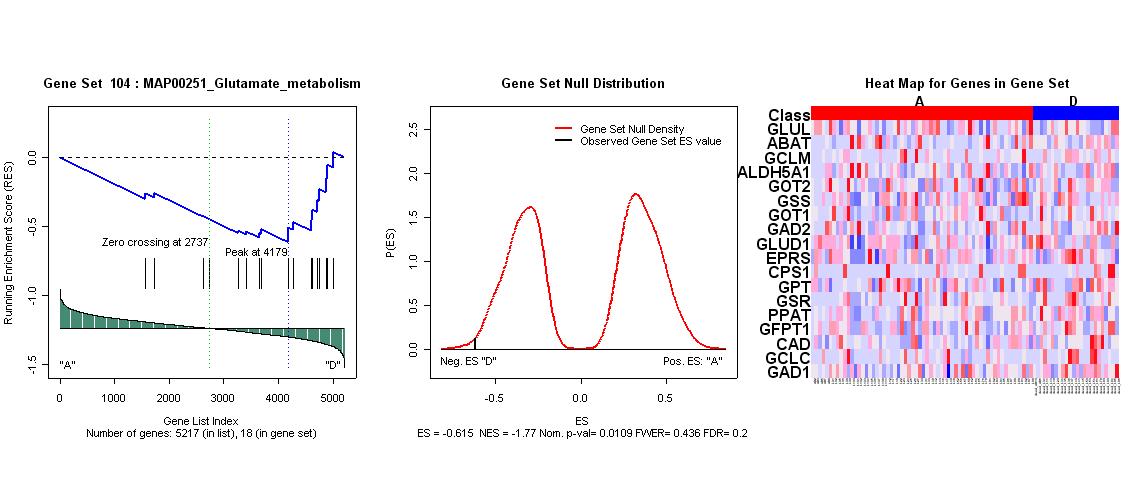 Gene Set 104 : MAP00251_Glutamate_metabolism
Running Enrichment Score (RES)
0.0
-0.5
-1.0
-1.5
Zero crossing at 2737
Peak at 4179
"A"
"D"
0
1000
2000
3000
4000
5000
Gene List Index
Number of genes: 5217 (in list), 18 (in gene set)
Gene Set Null Distribution
P(ES)
2.5
2.0
1.5
1.0
0.5
0.0
Gene Set Null Density
Observed Gene Set ES value
Neg. ES "D"
Pos. ES: "A"
-0.5
0.0
0.5
ES
ES = -0.615 NES = -1.77 Nom. p-val= 0.0109 FWER= 0.436 FDR= 0.2
Heat Map for Genes in Gene Set
A
D
Class
GLUL
ABAT
GCLM
ALDH5A1
GOT2
GSS
GOT1
GAD2
GLUD1
EPRS
CPS1
GPT
GSR
PPAT
GFPT1
CAD
GCLC
GAD1